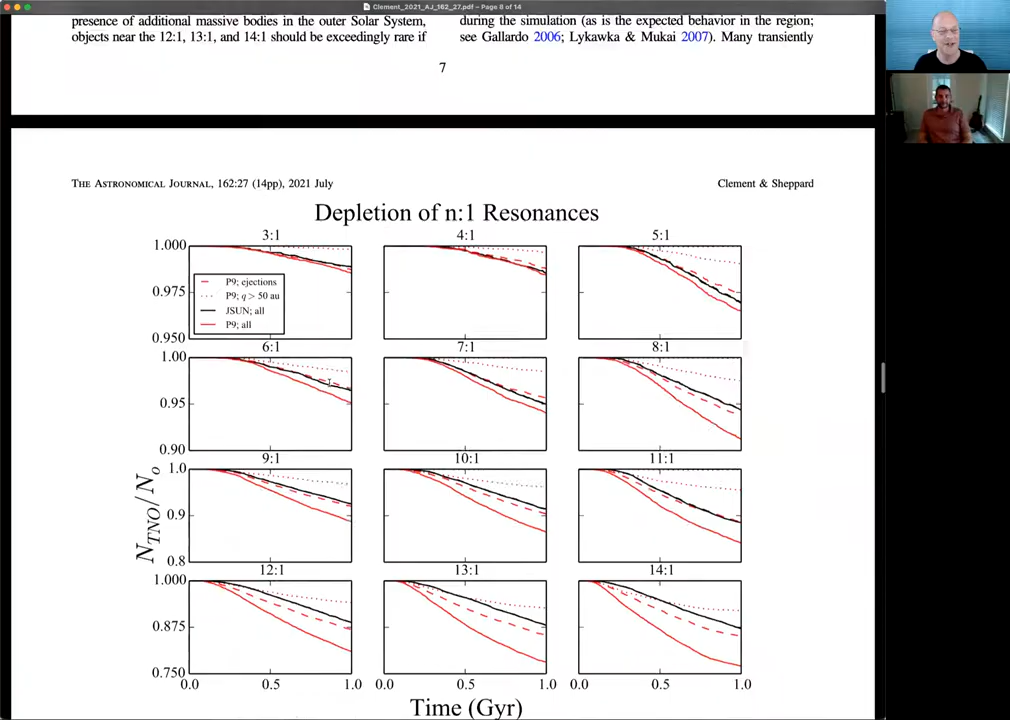 Clement_2021_AJ_162_27.pdf – Page 8 of 14
presence of additional massive bodies in the outer Solar System,
objects near the 12:1, 13:1, and 14:1 should be exceedingly rare if
during the simulation (as is the expected behavior in the region;
see Gallardo 2006; Lykawka & Mukai 2007). Many transiently
7
THE ASTRONOMICAL JOURNAL, 162:27 (14pp), 2021 July
Clement & Sheppard
Depletion of n:1 Resonances
3:1 4:1 5:1
1.000
0.975
0.950
P9; ejections
P9; q > 50 au
JSUN; all
P9; all
6:1 7:1 8:1
1.00
0.95
0.90
9:1 10:1 11:1
1.0
0.9
0.8
12:1 13:1 14:1
1.000
0.875
0.750
N_TNO/N_o
0.0 0.5 1.0 0.0 0.5 1.0 0.0 0.5 1.0
Time (Gyr)